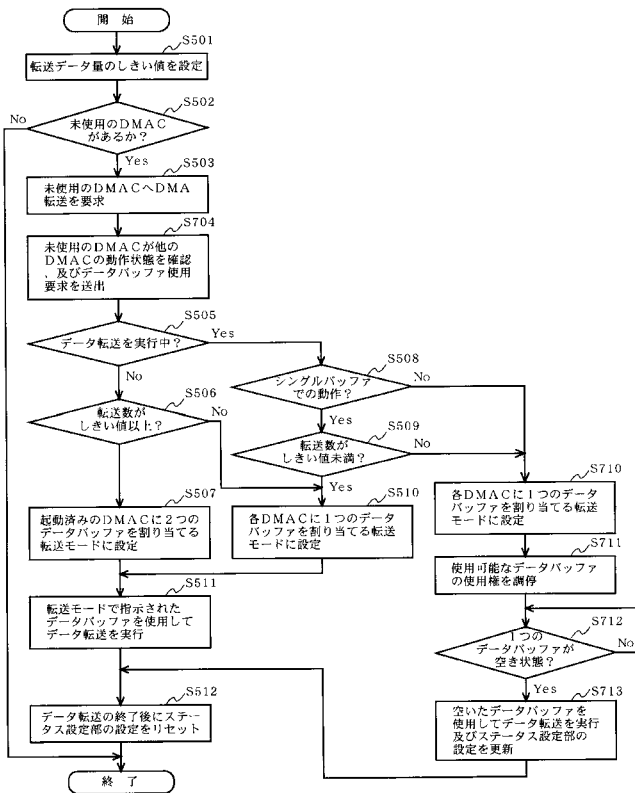 開始
S501
転送データ量のしきい値を設定
S502
未使用のDMAC
があるか?
No
Yes
S503
未使用のDMACへDMA
転送を要求
S704
未使用のDMACが他の
DMACの動作状態を確認
、及びデータバッファ使用
要求を送出
S505
データ転送を実行中?
Yes
No
S508
シングルバッファ
での動作?
No
Yes
S506
転送数が
しきい値以上?
No
S509
転送数が
しきい値未満?
No
Yes
S507
起動済みのDMACに2つの
データバッファを割り当てる
転送モードに設定
S510
各DMACに1つのデータ
バッファを割り当てる転送
モードに設定
S710
各DMACに1つのデータ
バッファを割り当てる転送
モードに設定
S711
使用可能なデータバッファ
の使用権を調停
S511
転送モードで指示された
データバッファを使用して
データ転送を実行
S712
1つの
データバッファが
空き状態?
No
Yes
S713
空いたデータバッファを
使用してデータ転送を実行
及びステータス設定部の
設定を更新
S512
データ転送の終了後にステー
タス設定部の設定をリセット
終了